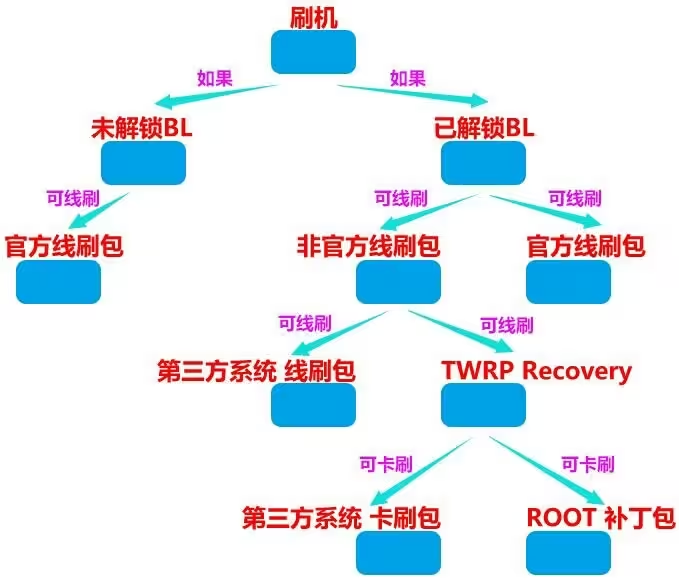 刷机
如果
如果
未解锁BL
已解锁BL
可线刷
可线刷
可线刷
官方线刷包
非官方线刷包
官方线刷包
可线刷
可线刷
第三方系统 线刷包
TWRP Recovery
可卡刷
可卡刷
第三方系统 卡刷包
ROOT 补丁包